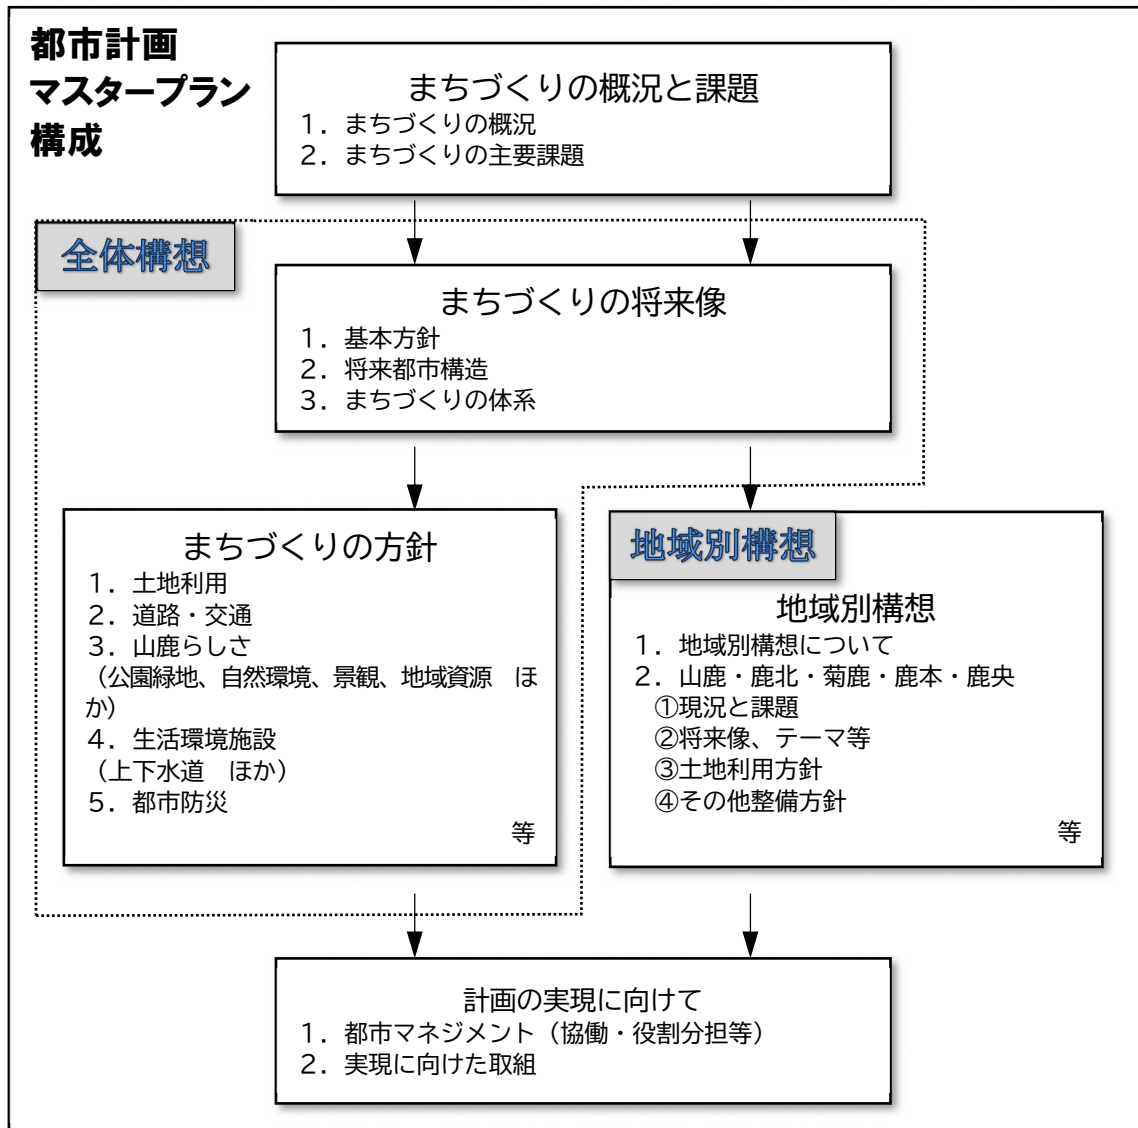 都市計画
マスタープラン
構成
まちづくりの概況と課題
1．まちづくりの概況
2．まちづくりの主要課題
全体構想
まちづくりの将来像
1．基本方針
2．将来都市構造
3．まちづくりの体系
まちづくりの方針
1．土地利用
2．道路・交通
3．山鹿らしさ
（公園緑地、自然環境、景観、地域資源　ほ
か）
4．生活環境施設
（上下水道　ほか）
5．都市防災
等
地域別構想
地域別構想
1．地域別構想について
2．山鹿・鹿北・菊鹿・鹿本・鹿央
①現況と課題
②将来像、テーマ等
③土地利用方針
④その他整備方針
等
計画の実現に向けて
1．都市マネジメント（協働・役割分担等）
2．実現に向けた取組